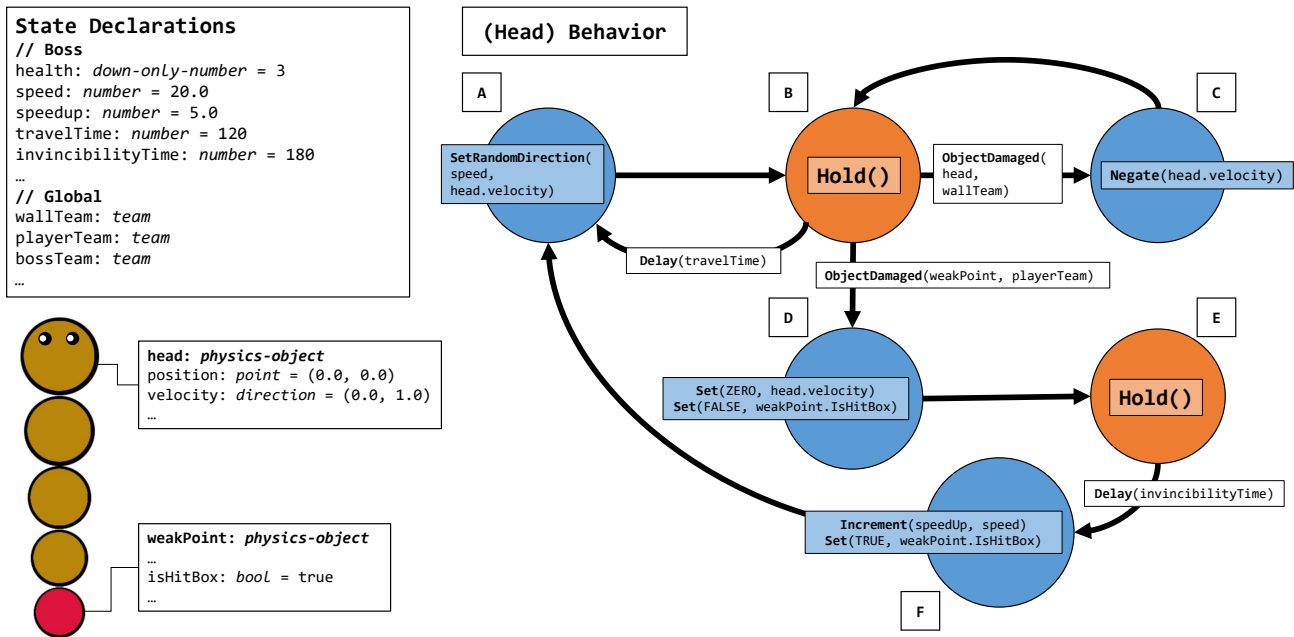 State Declarations
// Boss
health: down-only-number = 3
speed: number = 20.0
speedup: number = 5.0
travelTime: number = 120
invincibilityTime: number = 180
…
// Global
wallTeam: team
playerTeam: team
bossTeam: team
…
(Head) Behavior
A
B
C
SetRandomDirection(
speed,
head.velocity)
Hold()
ObjectDamaged(
head,
wallTeam)
Negate(head.velocity)
Delay(travelTime)
ObjectDamaged(weakPoint, playerTeam)
D
E
Set(ZERO, head.velocity)
Set(FALSE, weakPoint.IsHitBox)
Hold()
Delay(invincibilityTime)
Increment(speedUp, speed)
Set(TRUE, weakPoint.IsHitBox)
F
head: physics-object
position: point = (0.0, 0.0)
velocity: direction = (0.0, 1.0)
…
weakPoint: physics-object
…
isHitBox: bool = true
…